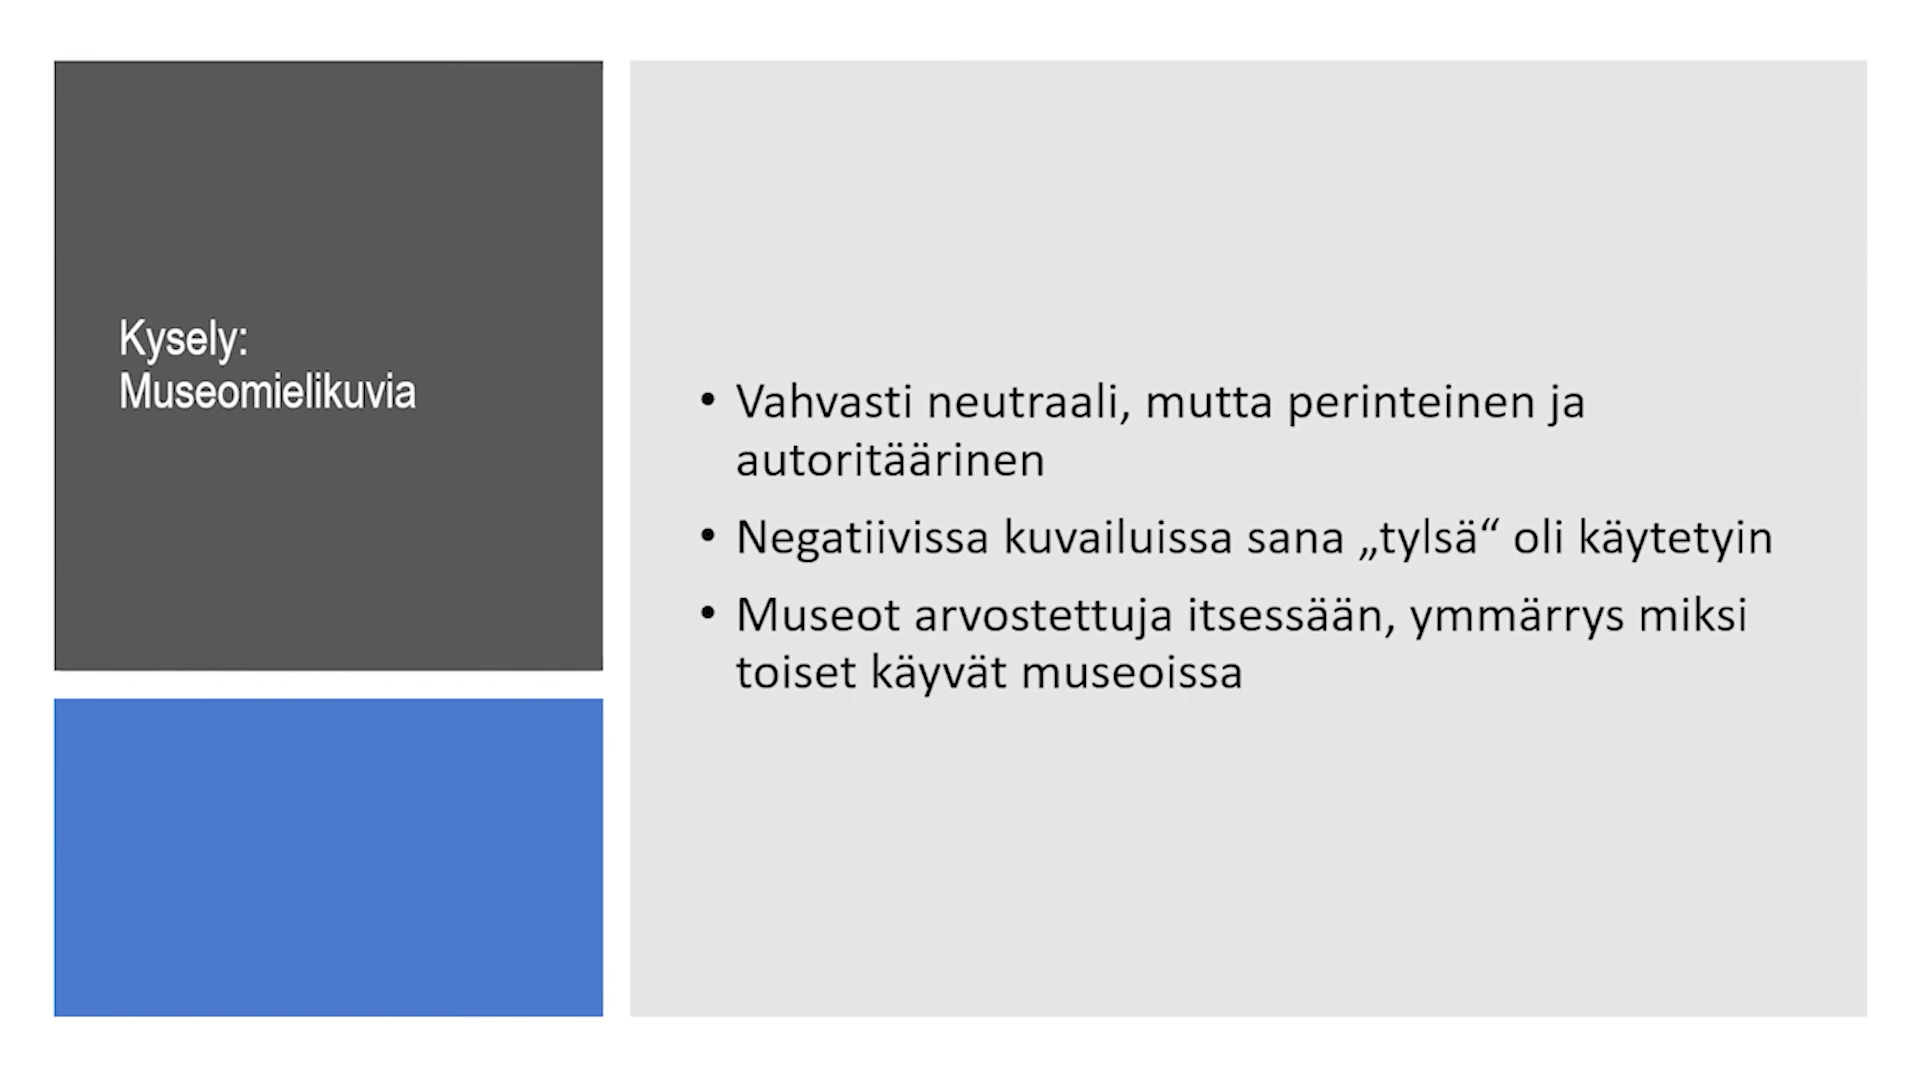 Kysely:
Museomielikuvia
• Vahvasti neutraali, mutta perinteinen ja
autoritäärinen
• Negatiivissa kuvailuissa sana „tylsä“ oli käytetyin
• Museot arvostettuja itsessään, ymmärrys miksi
toiset käyvät museoissa